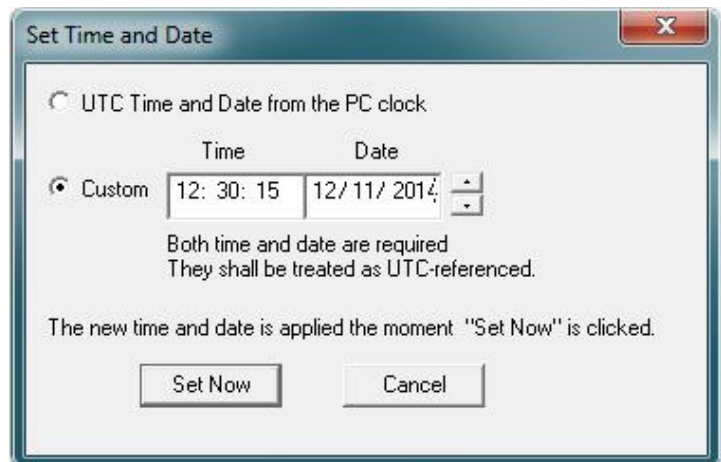 Set Time and Date
UTC Time and Date from the PC clock
Time Date
Custom 12: 30: 15 12/ 11/ 2014
Both time and date are required
They shall be treated as UTC-referenced.
The new time and date is applied the moment "Set Now" is clicked.
Set Now Cancel